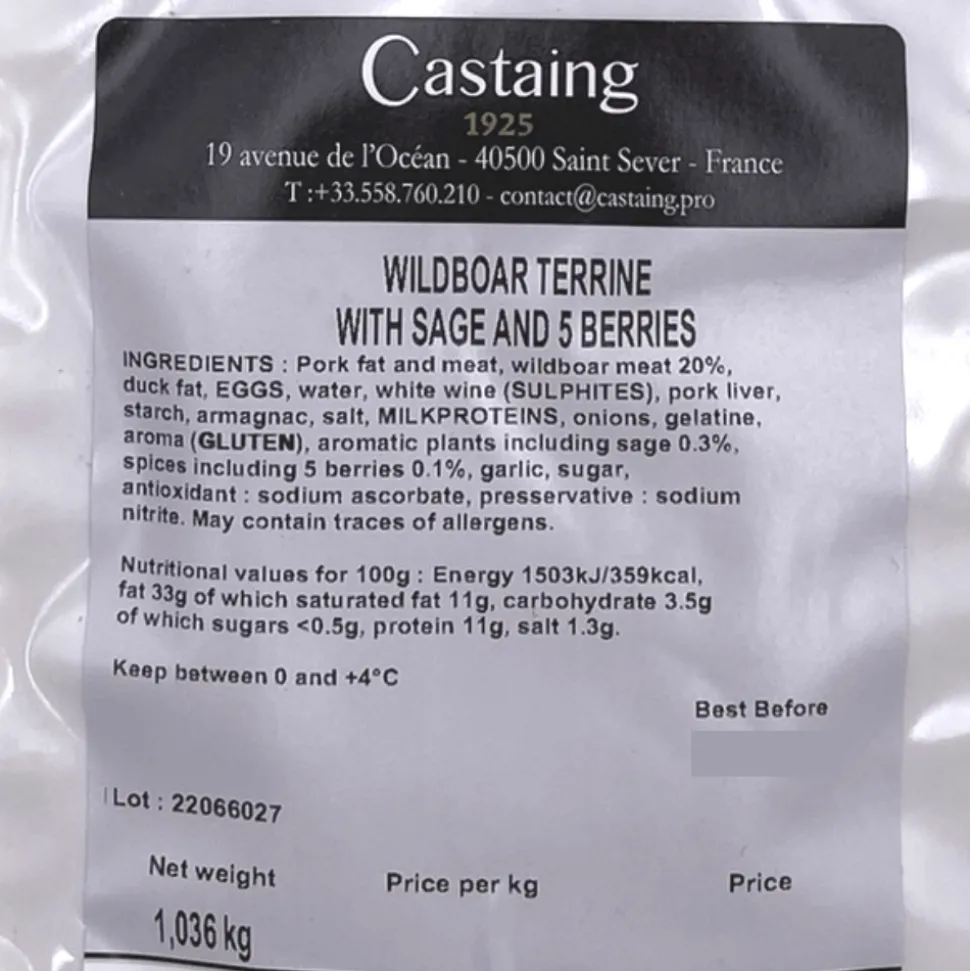 Castaing
1925
19 avenue de l'Océan - 40500 Saint Sever - France
T :+33.558.760.210 - contact@castaing.pro
WILDBOAR TERRINE
WITH SAGE AND 5 BERRIES
INGREDIENTS : Pork fat and meat, wildboar meat 20%,
duck fat, EGGS, water, white wine (SULPHITES), pork liver,
starch, armagnac, salt, MILKPROTEINS, onions, gelatine,
aroma (GLUTEN), aromatic plants including sage 0.3%,
spices including 5 berries 0.1%, garlic, sugar,
antioxidant : sodium ascorbate, presservative : sodium
nitrite. May contain traces of allergens.
Nutritional values for 100g : Energy 1503kJ/359kcal,
fat 33g of which saturated fat 11g, carbohydrate 3.5g
of which sugars <0.5g, protein 11g, salt 1.3g.
Keep between 0 and +4°C
Best Before
Lot : 22066027
Net weight Price per kg Price
1,036 kg